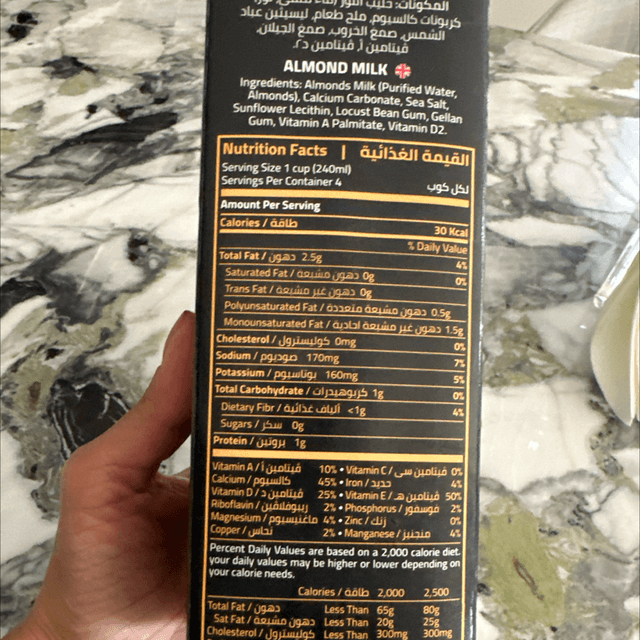 المكونات: حليب اللوز (ماء منقى، لوز)،
كربونات كالسيوم، ملح طعام، ليسيثين عباد
الشمس، صمغ الخروب، صمغ الجيلان،
فيتامين أ، فيتامين د٢.
ALMOND MILK
Ingredients: Almonds Milk (Purified Water,
Almonds), Calcium Carbonate, Sea Salt,
Sunflower Lecithin, Locust Bean Gum, Gellan
Gum, Vitamin A Palmitate, Vitamin D2.
Nutrition Facts | القيمة الغذائية
Serving Size 1 cup (240ml)
Servings Per Container 4 لكل كوب
Amount Per Serving
Calories / طاقة 30 Kcal
% Daily Value
Total Fat / دهون 2.5g 4%
Saturated Fat / دهون مشبعة 0g 0%
Trans Fat / دهون غير مشبعة 0g
Polyunsaturated Fat / دهون مشبعة متعددة 0.5g
Monounsaturated Fat / دهون غير مشبعة احادية 1.5g
Cholesterol / كوليسترول 0mg 0%
Sodium / صوديوم 170mg 7%
Potassium / بوتاسيوم 160mg 5%
Total Carbohydrate / كربوهيدرات 1g 0%
Dietary Fibr / ألياف غذائية <1g 4%
Sugars / سكر 0g
Protein / بروتين 1g
Vitamin A / فيتامين أ 10% • Vitamin C / فيتامين سى 0%
Calcium / كالسيوم 45% • Iron / حديد 4%
Vitamin D / فيتامين د 25% • Vitamin E / فيتامين هـ 50%
Riboflavin / ريبوفلافين 2% • Phosphorus / فوسفور 2%
Magnesium / ماغنيسيوم 4% • Zinc / زنك 0%
Copper / نحاس 2% • Manganese / منجنيز 4%
Percent Daily Values are based on a 2,000 calorie diet.
your daily values may be higher or lower depending on
your calorie needs.
Calories / طاقة 2,000 2,500
Total Fat / دهون Less Than 65g 80g
Sat Fat / دهون مشبعة Less Than 20g 25g
Cholesterol / كوليسترول Less Than 300mg 300mg